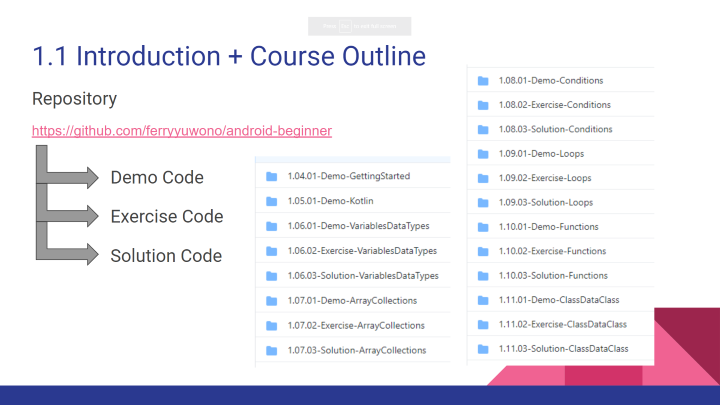 1.1 Introduction + Course Outline
Repository
https://github.com/ferryyuwono/android-beginner
Demo Code
Exercise Code
Solution Code
1.04.01-Demo-GettingStarted
1.05.01-Demo-Kotlin
1.06.01-Demo-VariablesDataTypes
1.06.02-Exercise-VariablesDataTypes
1.06.03-Solution-VariablesDataTypes
1.07.01-Demo-ArrayCollections
1.07.02-Exercise-ArrayCollections
1.07.03-Solution-ArrayCollections
1.08.01-Demo-Conditions
1.08.02-Exercise-Conditions
1.08.03-Solution-Conditions
1.09.01-Demo-Loops
1.09.02-Exercise-Loops
1.09.03-Solution-Loops
1.10.01-Demo-Functions
1.10.02-Exercise-Functions
1.10.03-Solution-Functions
1.11.01-Demo-ClassDataClass
1.11.02-Exercise-ClassDataClass
1.11.03-Solution-ClassDataClass